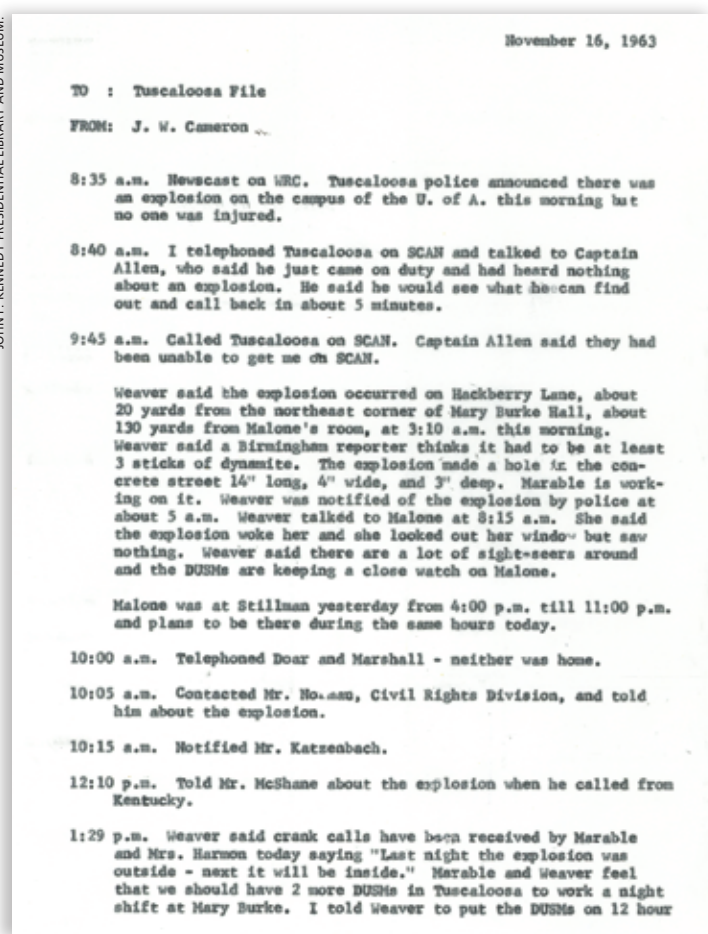 JOHN F. KENNEDY PRESIDENTIAL LIBRARY AND MUSEUM.
November 16, 1963
TO : Tuscaloosa File
FROM: J. W. Cameron
8:35 a.m. Newscast on WRC. Tuscaloosa police announced there was
an explosion on the campus of the U. of A. this morning but
no one was injured.
8:40 a.m. I telephoned Tuscaloosa on SCAN and talked to Captain
Allen, who said he just came on duty and had heard nothing
about an explosion. He said he would see what he can find
out and call back in about 5 minutes.
9:45 a.m. Called Tuscaloosa on SCAN. Captain Allen said they had
been unable to get me on SCAN.
Weaver said the explosion occurred on Hackberry Lane, about
20 yards from the northeast corner of Mary Burke Hall, about
130 yards from Malone's room, at 3:10 a.m. this morning.
Weaver said a Birmingham reporter thinks it had to be at least
3 sticks of dynamite. The explosion made a hole in the con-
crete street 14" long, 4" wide, and 3" deep. Marable is work-
ing on it. Weaver was notified of the explosion by police at
about 5 a.m. Weaver talked to Malone at 8:15 a.m. She said
the explosion woke her and she looked out her window but saw
nothing. Weaver said there are a lot of sight-seers around
and the DUSMs are keeping a close watch on Malone.
Malone was at Stillman yesterday from 4:00 p.m. till 11:00 p.m.
and plans to be there during the same hours today.
10:00 a.m. Telephoned Doar and Marshall - neither was home.
10:05 a.m. Contacted Mr. Civil Rights Division, and told
him about the explosion.
10:15 a.m. Notified Mr. Katzenbach.
12:10 p.m. Told Mr. McShane about the explosion when he called from
Kentucky.
1:29 p.m. Weaver said crank calls have been received by Marable
and Mrs. Harmon today saying "Last night the explosion was
outside - next it will be inside." Marable and Weaver feel
that we should have 2 more DUSMs in Tuscaloosa to work a night
shift at Mary Burke. I told Weaver to put the DUSMs on 12 hour